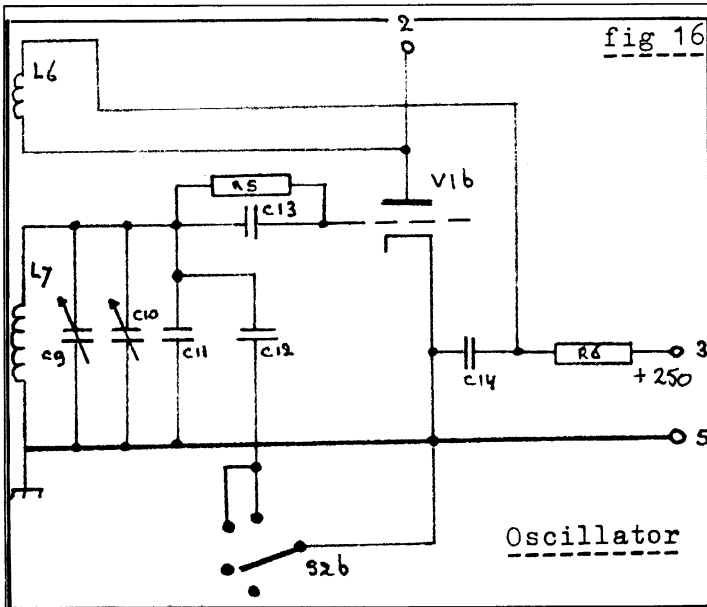 2
fig 16
L6
V1b
R5
C13
L7
C9
C10
C11
C12
C14
R6
3
+ 250
5
S2b
Oscillator